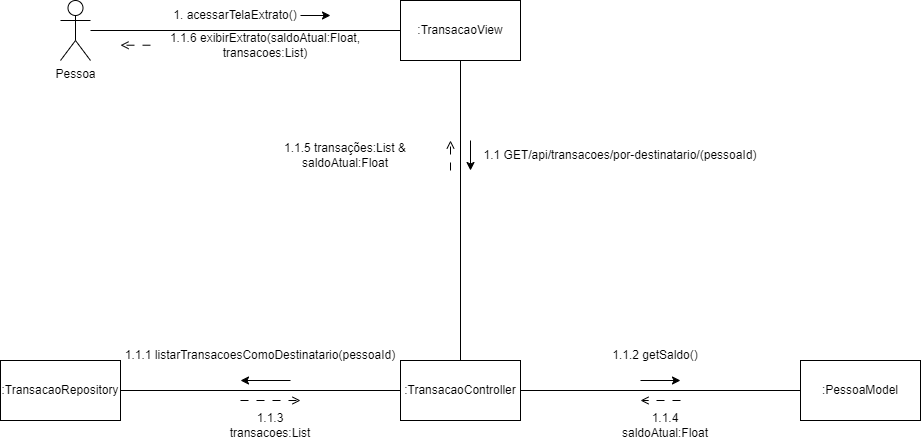 1. acessarTelaExtrato()
:TransacaoView
1.1.6 exibirExtrato(saldoAtual:Float,
transacoes:List)
Pessoa
1.1.5 transações:List &
saldoAtual:Float
1.1 GET/api/transacoes/por-destinatario/(pessoaId)
1.1.1 listarTransacoesComoDestinatario(pessoaId)
1.1.2 getSaldo()
:TransacaoRepository
:TransacaoController
:PessoaModel
1.1.3
transacoes:List
1.1.4
saldoAtual:Float